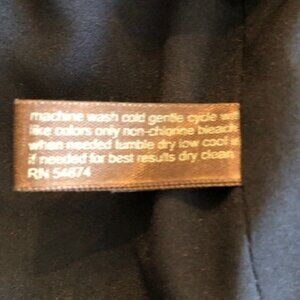 machine wash cold gentle cycle
like colors only non-chlorine bleach
when needed tumble dry low cool
if needed for best results dry clean
RN 54874